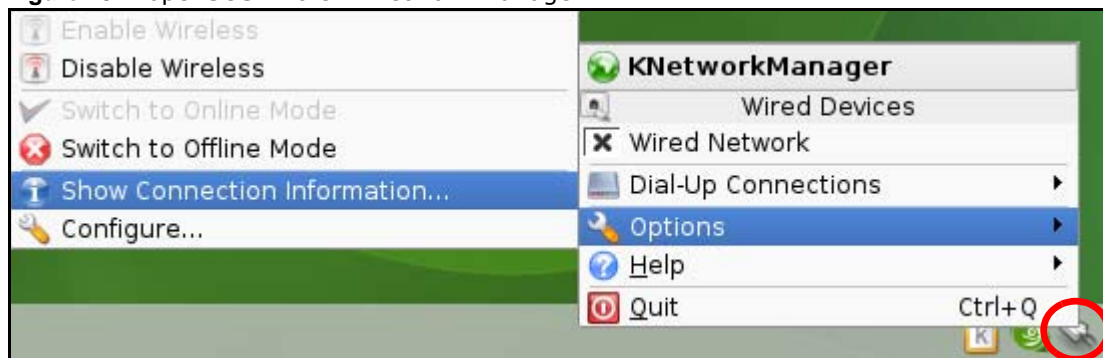 Enable Wireless
Disable Wireless
Switch to Online Mode
Switch to Offline Mode
Show Connection Information...
Configure...
KNetworkManager
Wired Devices
Wired Network
Dial-Up Connections
Options
Help
Quit Ctrl+Q
K